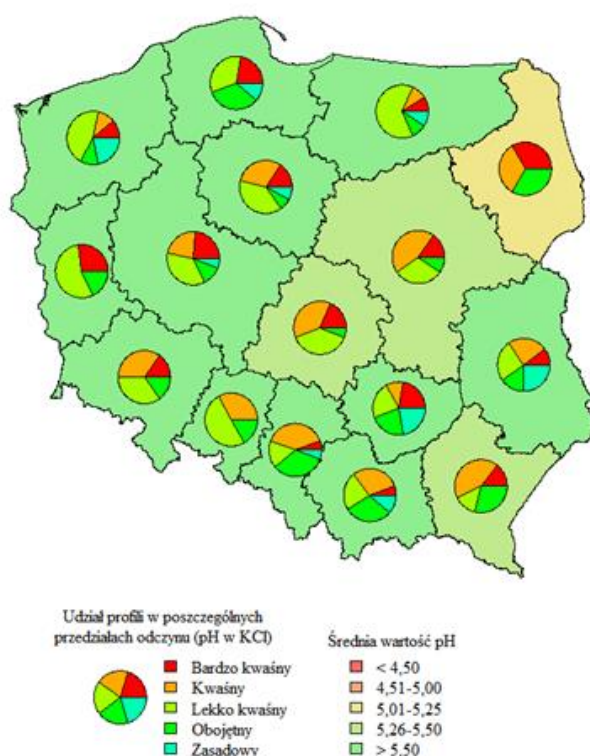 Udział profili w poszczególnych
przedziałach odczynu (pH w KCl)
Bardzo kwaśny
Kwaśny
Lekko kwaśny
Obojętny
Zasadowy
Średnia wartość pH
< 4,50
4,51-5,00
5,01-5,25
5,26-5,50
> 5,50